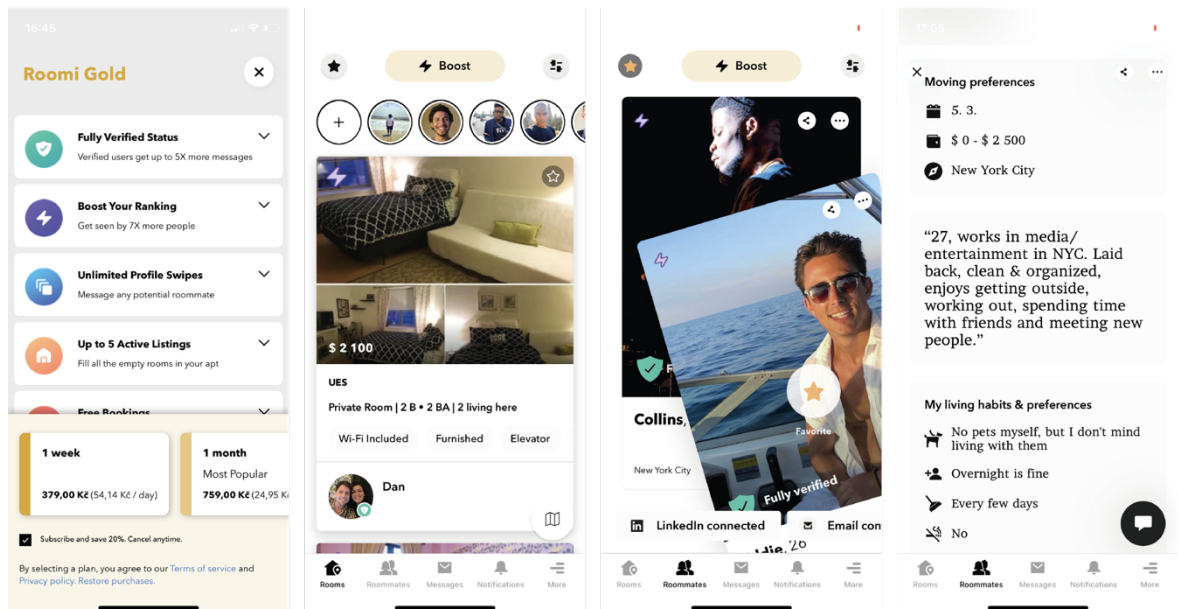 16:45
Roomi Gold
Fully Verified Status
Verified users get up to 5X more messages
Boost Your Ranking
Get seen by 7X more people
Unlimited Profile Swipes
Message any potential roommate
Up to 5 Active Listings
Fill all the empty rooms in your apt
Free Bookings
1 week
379,00 Kč (54,14 Kč / day)
1 month
Most Popular
759,00 Kč (24,95 Kč
Subscribe and save 20%. Cancel anytime.
By selecting a plan, you agree to our Terms of service and
Privacy policy. Restore purchases.
Boost
$ 2 100
UES
Private Room | 2 B • 2 BA | 2 living here
Wi-Fi Included
Furnished
Elevator
Dan
Rooms
Roommates
Messages
Notifications
More
Boost
Collins,
New York City
Favorite
Fully verified
LinkedIn connected
Email con
die, 26
Rooms
Roommates
Messages
Notifications
More
17:05
Moving preferences
5. 3.
$ 0 - $ 2 500
New York City
“27, works in media/
entertainment in NYC. Laid
back, clean & organized,
enjoys getting outside,
working out, spending time
with friends and meeting new
people.”
My living habits & preferences
No pets myself, but I don't mind
living with them
Overnight is fine
Every few days
No
Rooms
Roommates
Messages
Notifications
More